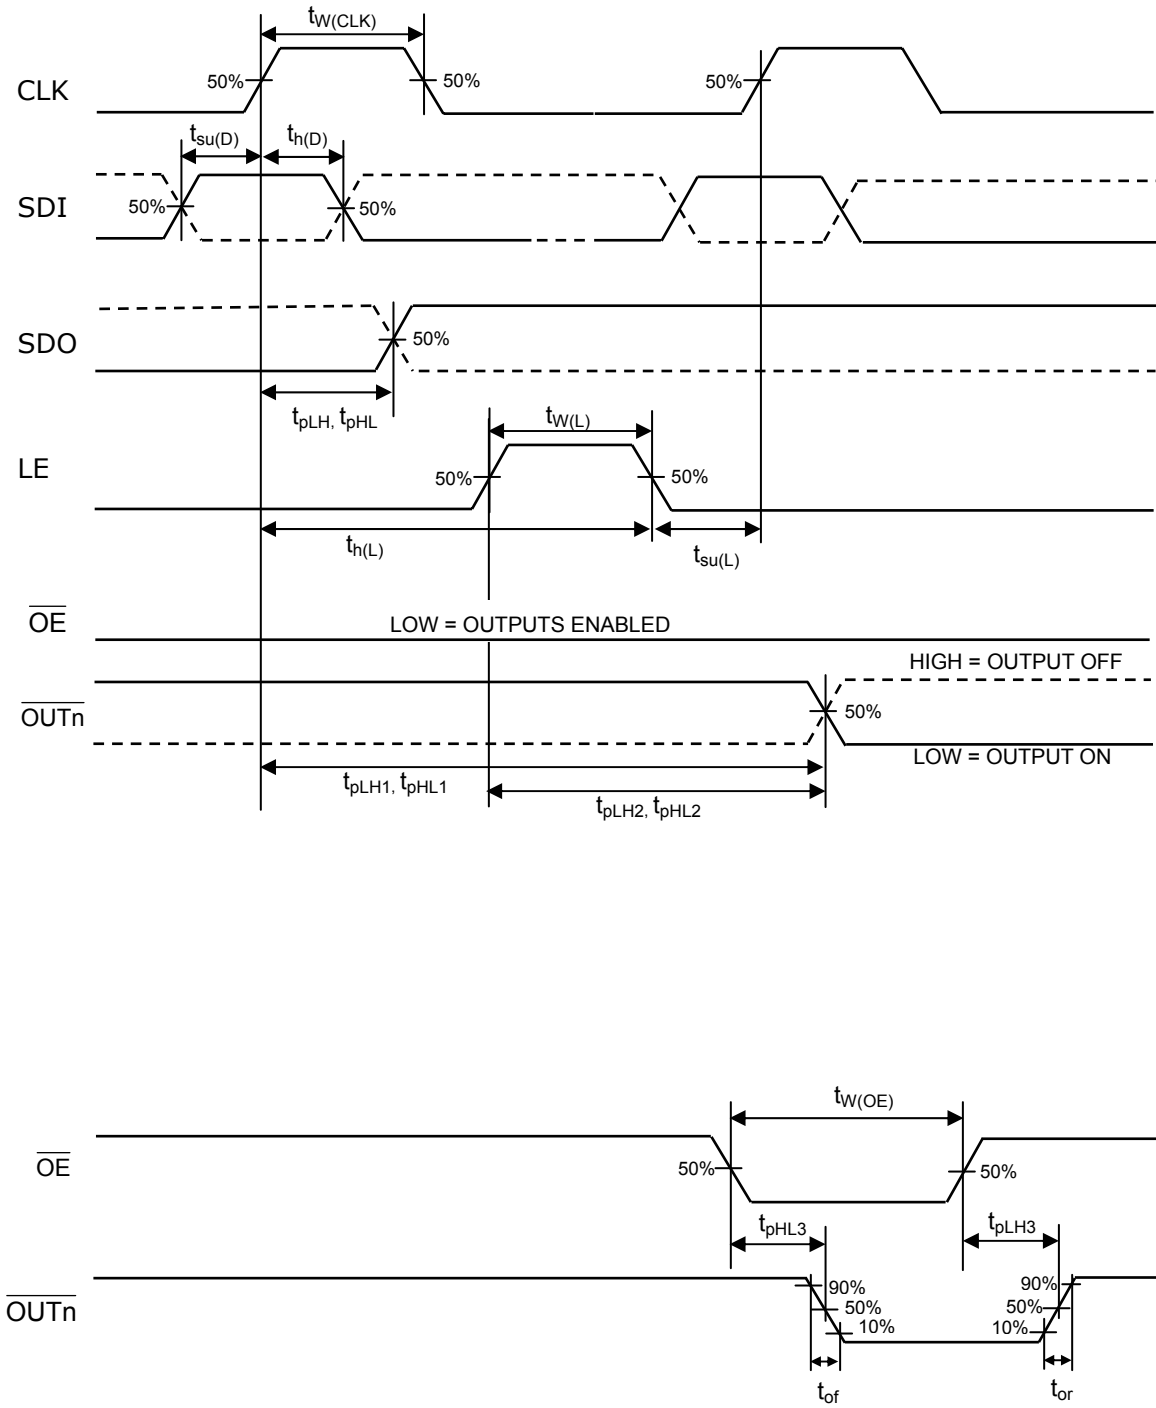 tW(CLK)
50% 50% 50%
CLK
tsu(D) th(D)
SDI
50% 50%
SDO
50%
tpLH, tpHL
tW(L)
LE
50% 50%
th(L) tsu(L)
OE
LOW = OUTPUTS ENABLED
HIGH = OUTPUT OFF
OUTn
50%
LOW = OUTPUT ON
tpLH1, tpHL1
tpLH2, tpHL2
tW(OE)
OE
50% 50%
tpHL3 tpLH3
90% 90%
OUTn
50% 50%
10% 10%
tof tor